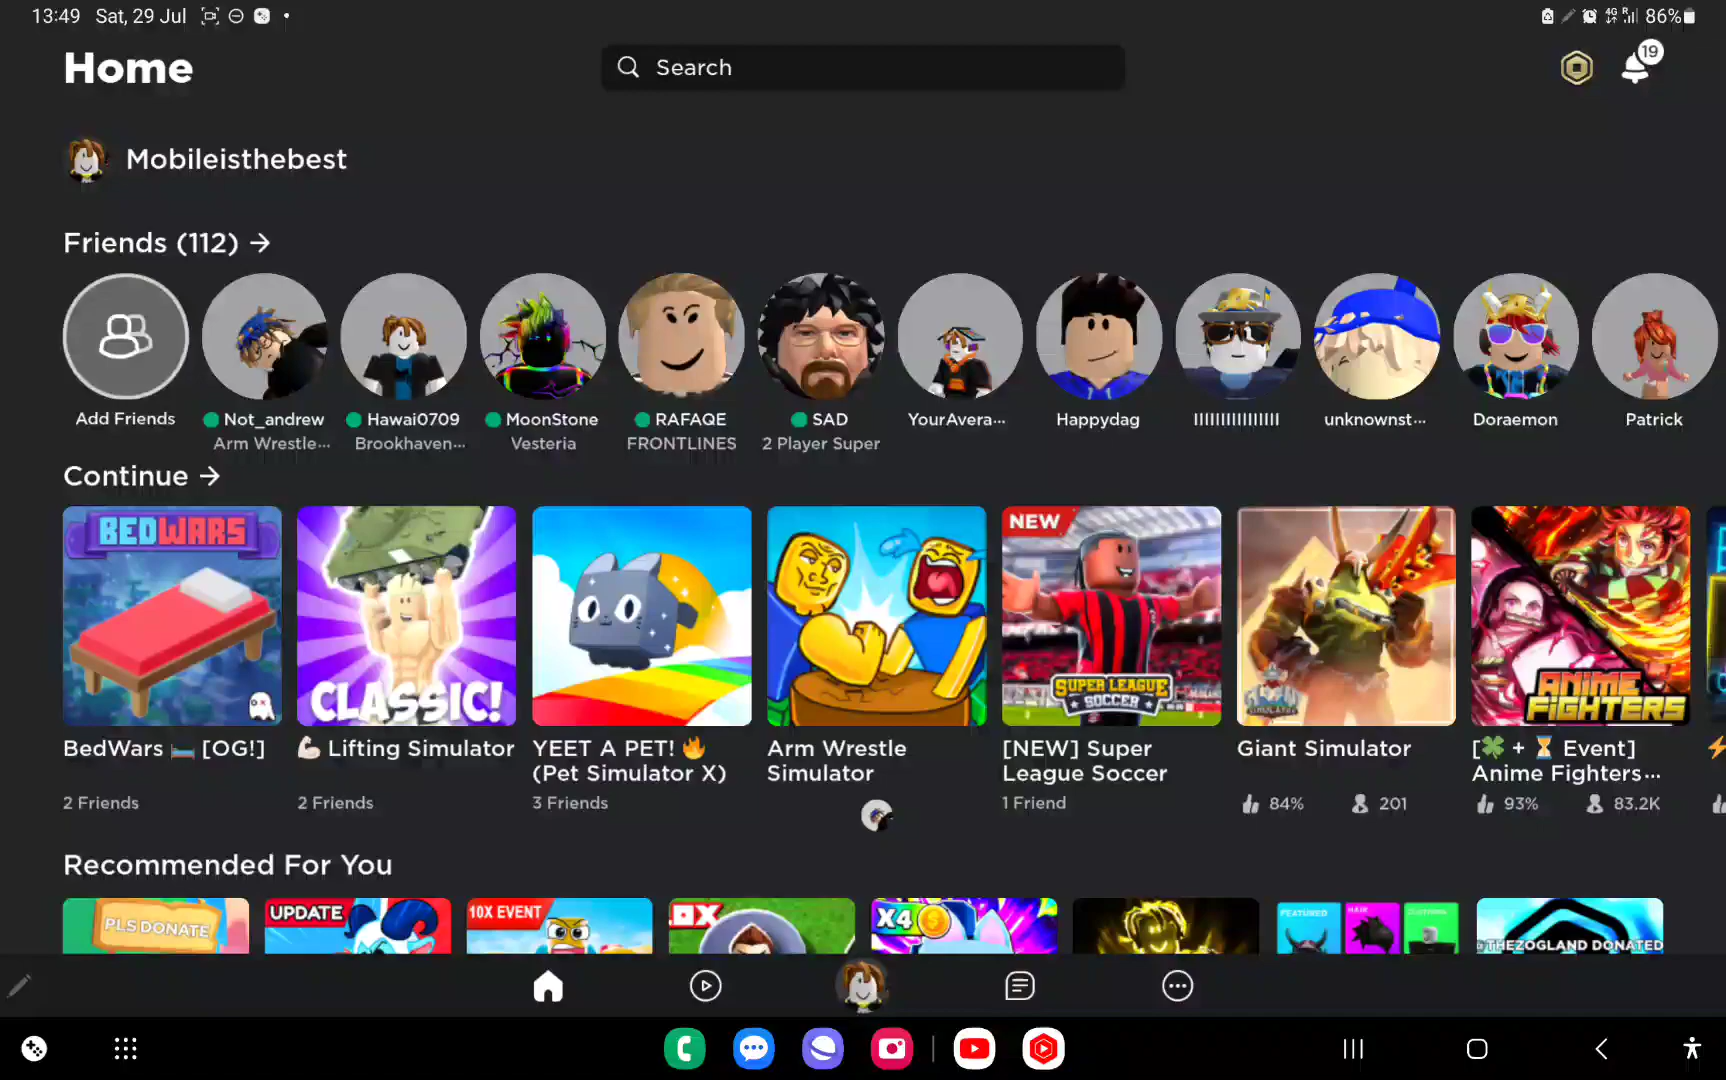 13:49 Sat, 29 Jul
4G R 86%
Home
Search
19
Mobileisthebest
Friends (112) →
Add Friends
Not_andrew
Arm Wrestle...
Hawai0709
Brookhaven...
MoonStone
Vesteria
RAFAQE
FRONTLINES
SAD
2 Player Super
YourAvera...
Happydag
IIIIIIIIIIIIIIII
unknownst...
Doraemon
Patrick
Continue →
BEDWARS
CLASSIC!
NEW
SUPER LEAGUE
SOCCER
ANIME
FIGHTERS
BedWars 🛏️ [OG!]
2 Friends
💪🏻 Lifting Simulator
2 Friends
YEET A PET! 🔥
(Pet Simulator X)
3 Friends
Arm Wrestle
Simulator
[NEW] Super
League Soccer
1 Friend
Giant Simulator
84% 201
[🍀 + ⏳ Event]
Anime Fighters...
93% 83.2K
Recommended For You
PLS DONATE
UPDATE
10X EVENT
X4
FEATURED
HAIR
@THEZOGLAND DONATED